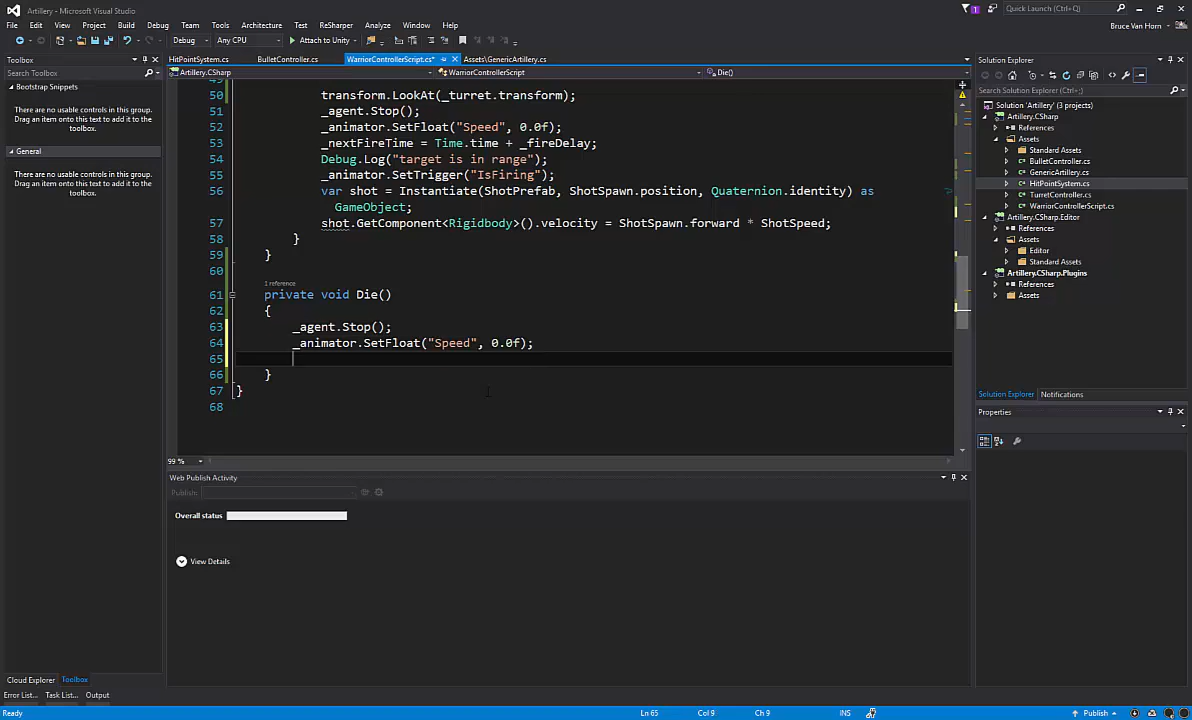 Artillery - Microsoft Visual Studio
1
Quick Launch (Ctrl+Q)
File Edit View Project Build Debug Team Tools Architecture Test ReSharper Analyze Window Help
Bruce Van Horn
Debug Any CPU Attach to Unity
Toolbox
Search Toolbox
Bootstrap Snippets
There are no usable controls in this group. Drag an item onto this text to add it to the toolbox.
General
There are no usable controls in this group. Drag an item onto this text to add it to the toolbox.
HitPointSystem.cs BulletController.cs WarriorControllerScript.cs* Assets\GenericArtillery.cs
Artillery.CSharp WarriorControllerScript Die()
49
50 transform.LookAt(_turret.transform);
51 _agent.Stop();
52 _animator.SetFloat("Speed", 0.0f);
53 _nextFireTime = Time.time + _fireDelay;
54 Debug.Log("target is in range");
55 _animator.SetTrigger("IsFiring");
56 var shot = Instantiate(ShotPrefab, ShotSpawn.position, Quaternion.identity) as
GameObject;
57 shot.GetComponent<Rigidbody>().velocity = ShotSpawn.forward * ShotSpeed;
58 }
59 }
60
1 reference
61 private void Die()
62 {
63 _agent.Stop();
64 _animator.SetFloat("Speed", 0.0f);
65
66 }
67 }
68
99 %
Web Publish Activity
Publish:
Overall status
View Details
Solution Explorer
Search Solution Explorer (Ctrl+;)
Solution 'Artillery' (3 projects)
Artillery.CSharp
References
Assets
Standard Assets
BulletController.cs
GenericArtillery.cs
HitPointSystem.cs
TurretController.cs
WarriorControllerScript.cs
Artillery.CSharp.Editor
References
Assets
Editor
Standard Assets
Artillery.CSharp.Plugins
References
Assets
Solution Explorer Notifications
Properties
Cloud Explorer Toolbox
Error List... Task List... Output
Ready Ln 65 Col 9 Ch 9 INS Publish